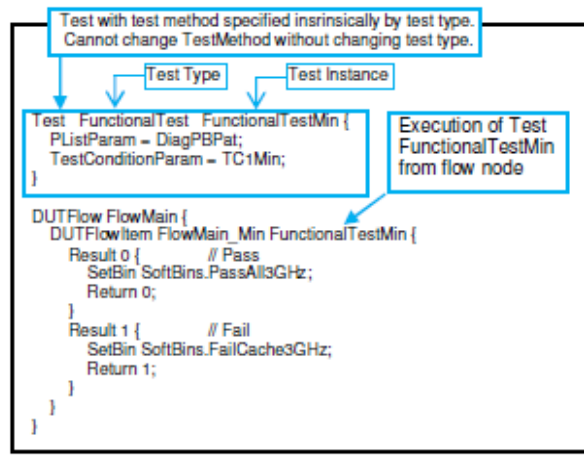 Test with test method specified insrinsically by test type.
Cannot change TestMethod without changing test type.
Test Type
Test Instance
Test FunctionalTest FunctionalTestMin {
PListParam = DiagPBPat;
TestConditionParam = TC1Min;
}
Execution of Test
FunctionalTestMin
from flow node
DUTFlow FlowMain {
DUTFlowItem FlowMain_Min FunctionalTestMin {
Result 0 { // Pass
SetBin SoftBins.PassAll3GHz;
Return 0;
}
Result 1 { // Fail
SetBin SoftBins.FailCache3GHz;
Return 1;
}
}
}